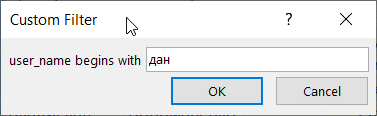 Custom Filter ?
user_name begins with дан
OK Cancel